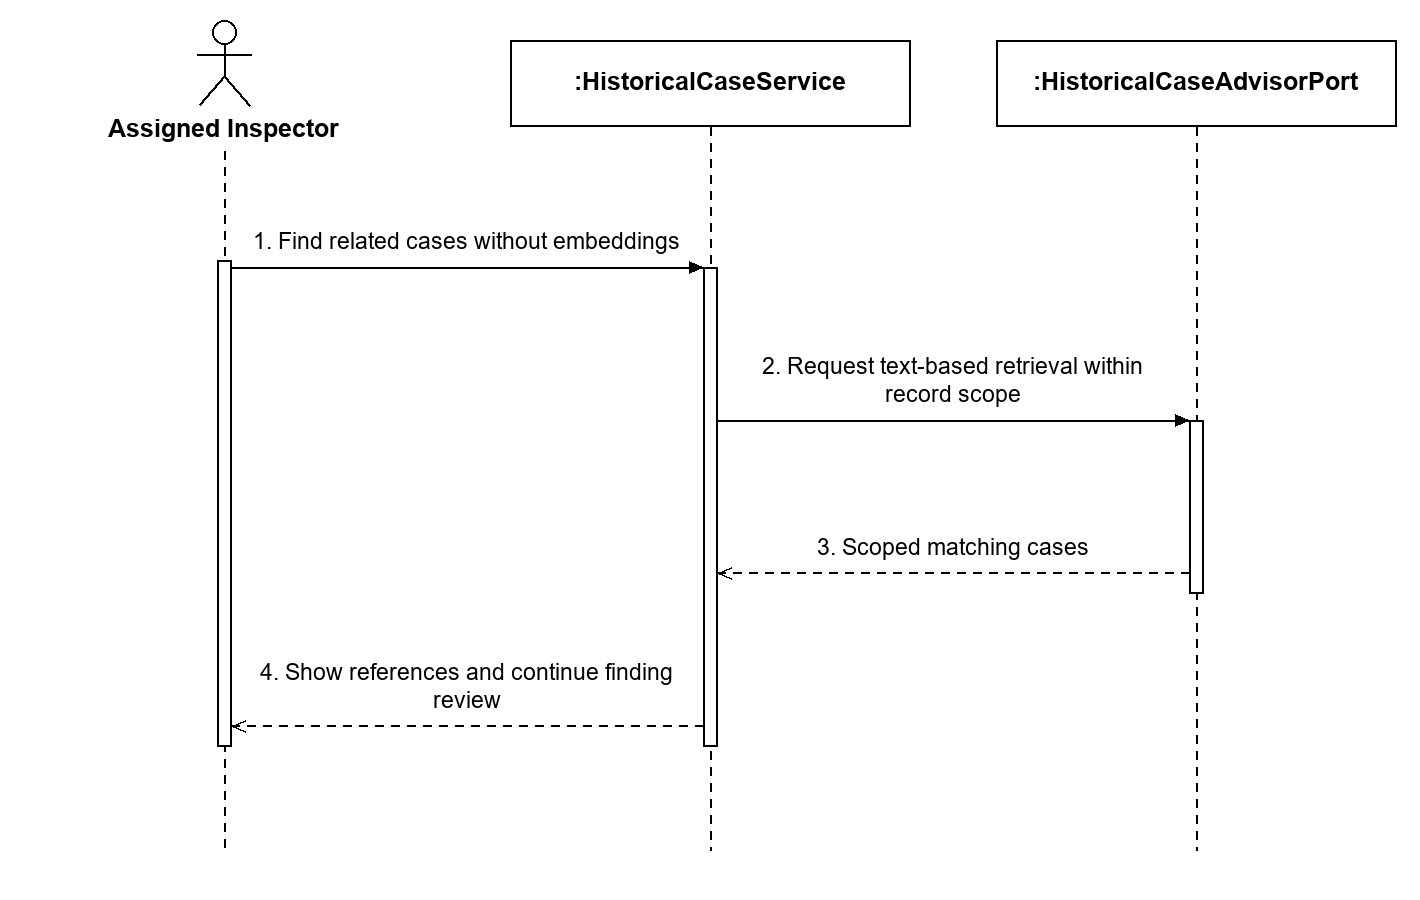 Assigned Inspector
:HistoricalCaseService
:HistoricalCaseAdvisorPort
1. Find related cases without embeddings
2. Request text-based retrieval within
record scope
3. Scoped matching cases
4. Show references and continue finding
review